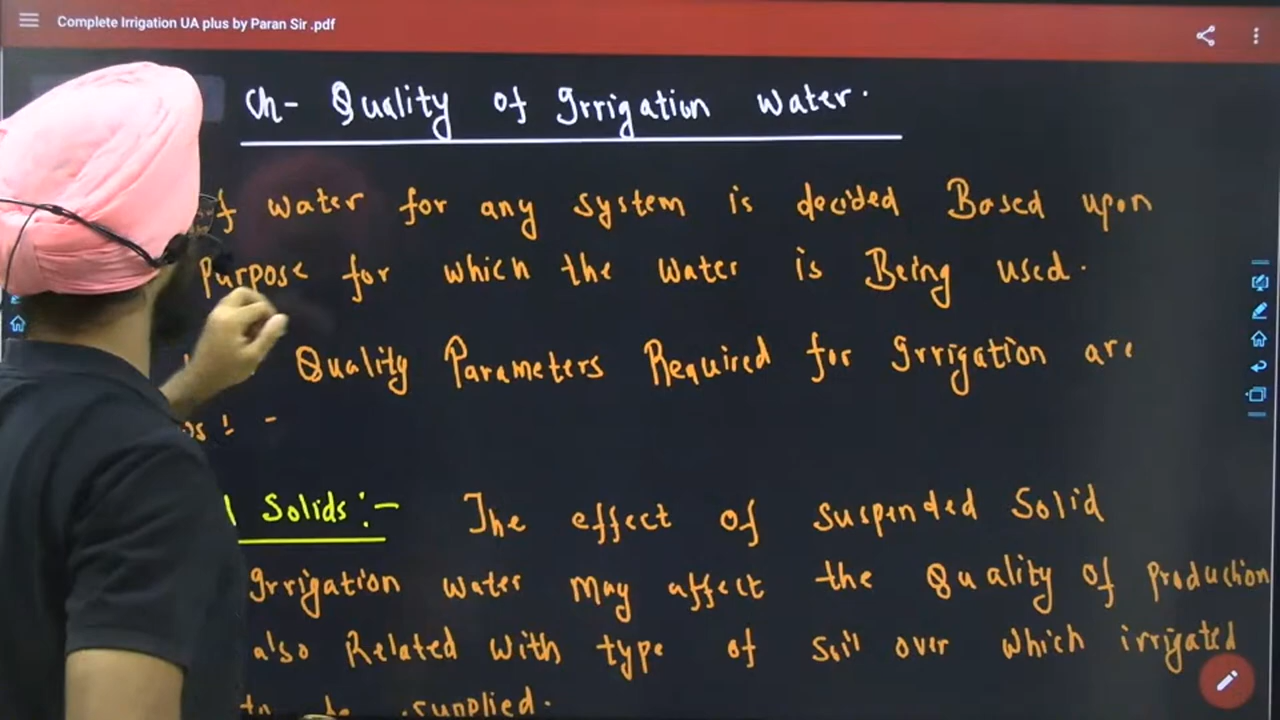 Complete Irrigation UA plus by Paran Sir .pdf
Ch- Quality of Irrigation Water.
water for any system is decided Based upon
Purpose for which the Water is Being used.
Quality Parameters Required for Irrigation are
Solids:- The effect of suspended Solid
Irrigation water May affect the Quality of Production
also Related with type of Soil over which irrigated
to be supplied.